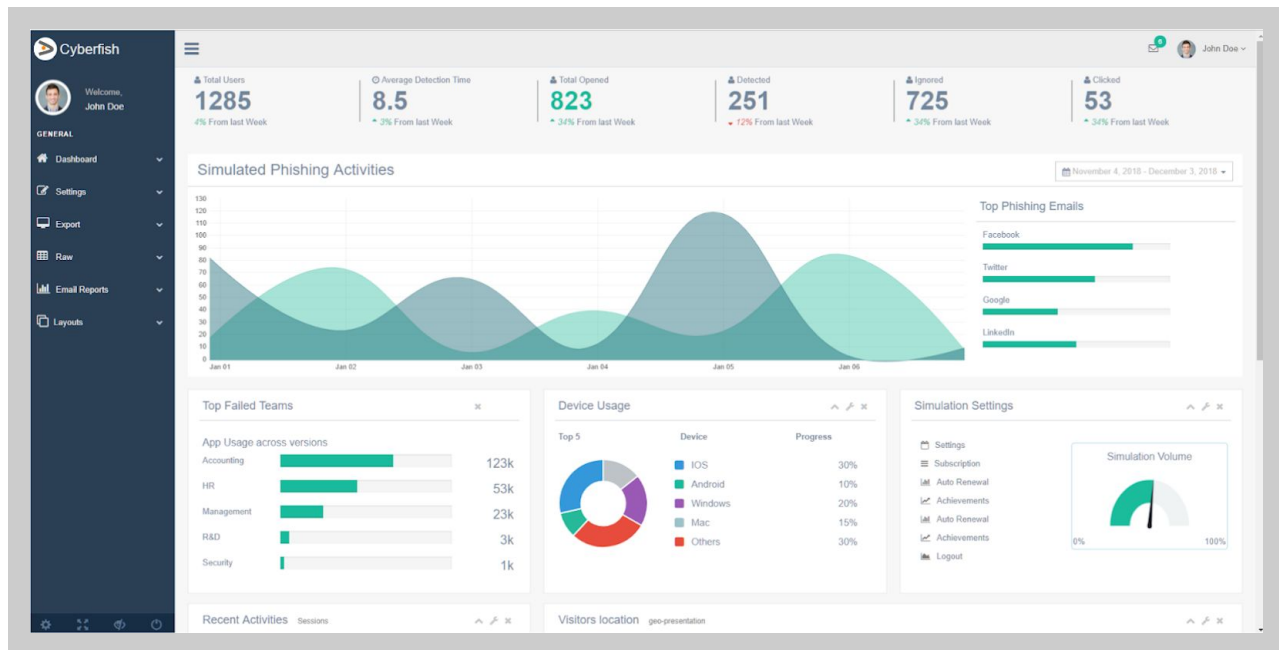 Cyberfish
Welcome,
John Doe
GENERAL
Dashboard
Settings
Export
Raw
Email Reports
Layouts
6
John Doe
Total Users
1285
4% From last Week
Average Detection Time
8.5
3% From last Week
Total Opened
823
34% From last Week
Detected
251
12% From last Week
Ignored
725
34% From last Week
Clicked
53
34% From last Week
Simulated Phishing Activities
November 4, 2018 - December 3, 2018
130
120
110
100
90
80
70
60
50
40
30
20
10
0
Jan 01
Jan 02
Jan 03
Jan 04
Jan 05
Jan 06
Top Phishing Emails
Facebook
Twitter
Google
LinkedIn
Top Failed Teams
App Usage across versions
Accounting 123k
HR 53k
Management 23k
R&D 3k
Security 1k
Device Usage
Top 5 Device Progress
IOS 30%
Android 10%
Windows 20%
Mac 15%
Others 30%
Simulation Settings
Settings
Subscription
Auto Renewal
Achievements
Auto Renewal
Achievements
Logout
Simulation Volume
0% 100%
Recent Activities Sessions
Visitors location geo-presentation